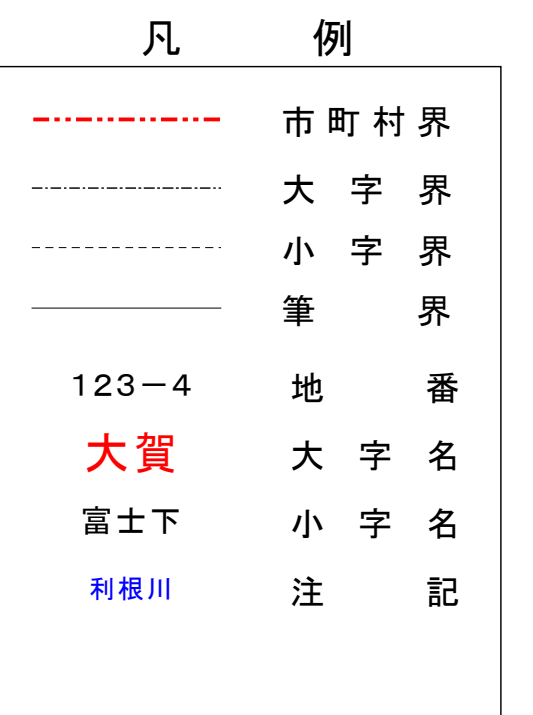 凡例
市町村界
大字界
小字界
筆界
123－4 地番
大賀 大字名
富士下 小字名
利根川 注記